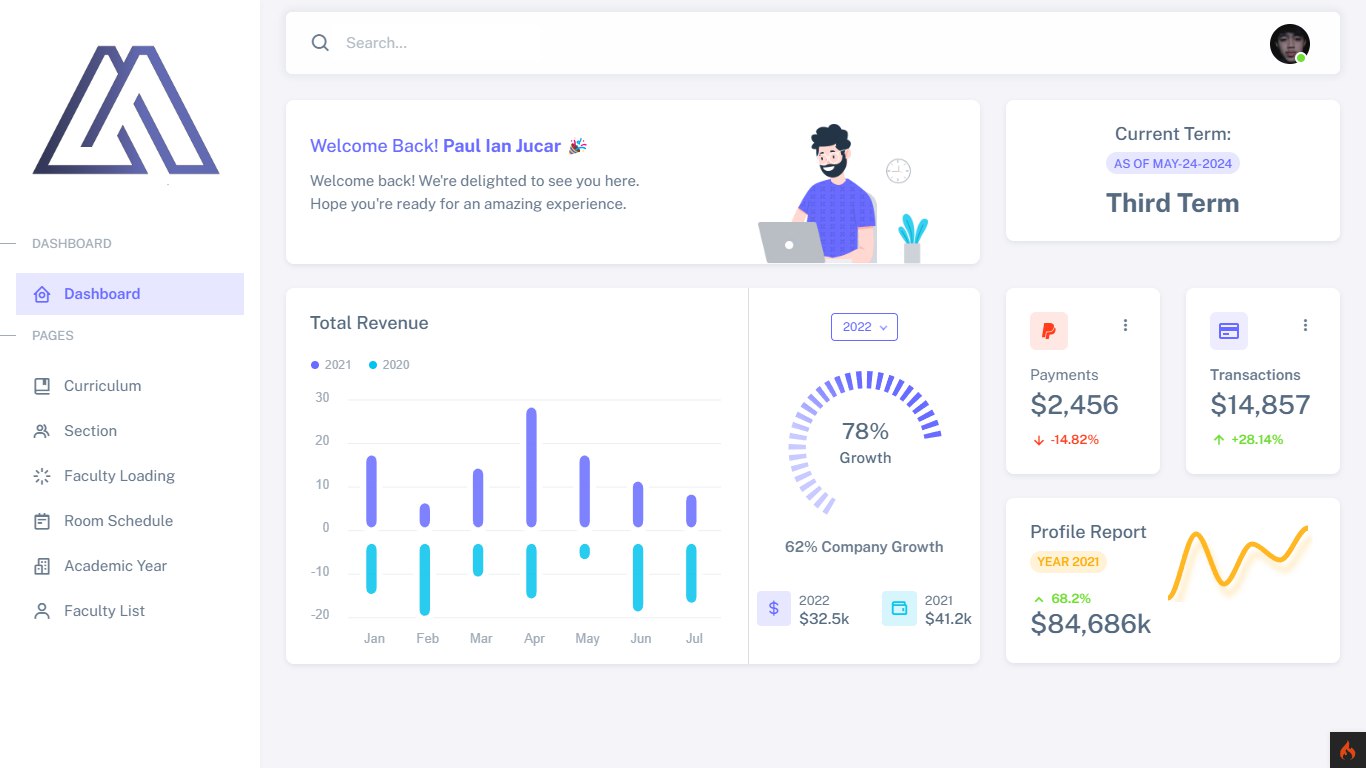 Search...
DASHBOARD
Dashboard
PAGES
Curriculum
Section
Faculty Loading
Room Schedule
Academic Year
Faculty List
Welcome Back! Paul Ian Jucar 🎉
Welcome back! We're delighted to see you here.
Hope you're ready for an amazing experience.
Current Term:
AS OF MAY-24-2024
Third Term
Total Revenue
2021 2020
30
20
10
0
-10
-20
Jan Feb Mar Apr May Jun Jul
2022
78%
Growth
62% Company Growth
2022
$32.5k
2021
$41.2k
Payments
$2,456
-14.82%
Transactions
$14,857
+28.14%
Profile Report
YEAR 2021
68.2%
$84,686k